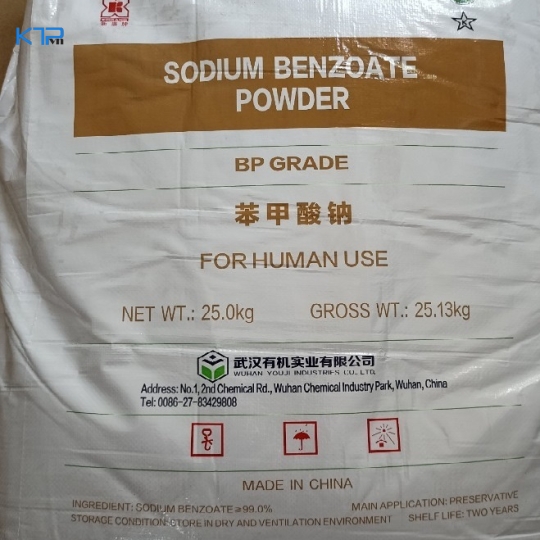 KTP VN
SODIUM BENZOATE
POWDER
BP GRADE
苯甲酸钠
FOR HUMAN USE
NET WT.: 25.0kg GROSS WT.: 25.13kg
武汉有机实业有限公司
WUHAN YOUJI INDUSTRIES CO., LTD.
Address: No.1, 2nd Chemical Rd., Wuhan Chemical Industry Park, Wuhan, China
Tel: 0086-27-83429808
MADE IN CHINA
INGREDIENT: SODIUM BENZOATE ≥99.0% MAIN APPLICATION: PRESERVATIVE
STORAGE CONDITION: STORE IN DRY AND VENTILATION ENVIRONMENT SHELF LIFE: TWO YEARS